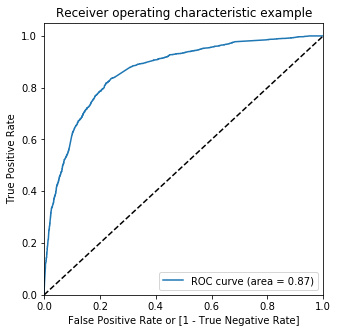 Receiver operating characteristic example
1.0
0.8
0.6
0.4
0.2
0.0
True Positive Rate
ROC curve (area = 0.87)
0.0 0.2 0.4 0.6 0.8 1.0
False Positive Rate or [1 - True Negative Rate]